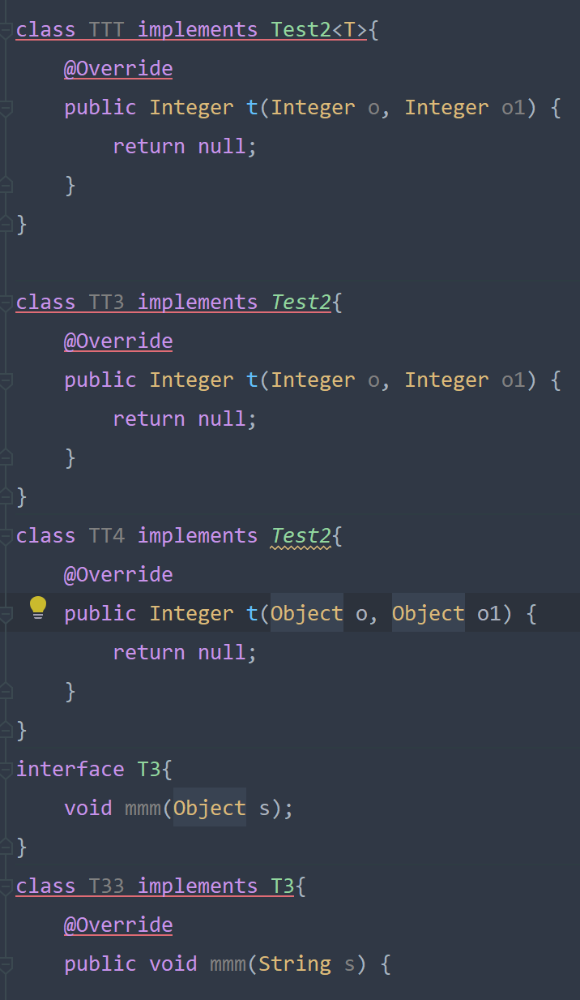 class TTT implements Test2<T>{
    @Override
    public Integer t(Integer o, Integer o1) {
        return null;
    }
}

class TT3 implements Test2{
    @Override
    public Integer t(Integer o, Integer o1) {
        return null;
    }
}
class TT4 implements Test2{
    @Override
    public Integer t(Object o, Object o1) {
        return null;
    }
}
interface T3{
    void mmm(Object s);
}
class T33 implements T3{
    @Override
    public void mmm(String s) {